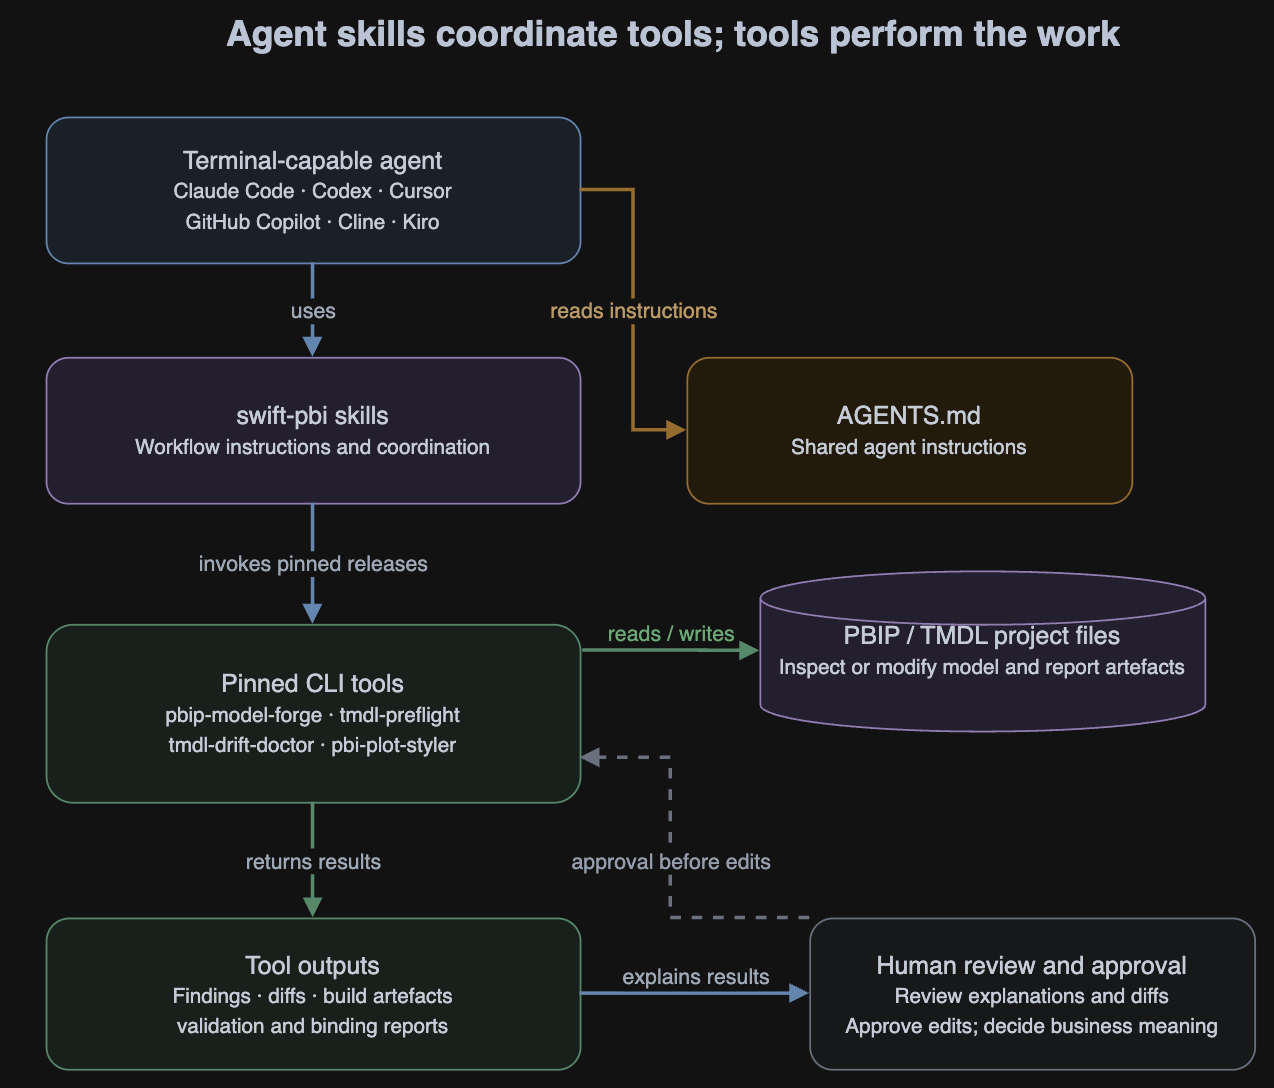 Agent skills coordinate tools; tools perform the work
Terminal-capable agent
Claude Code · Codex · Cursor
GitHub Copilot · Cline · Kiro
uses
reads instructions
swift-pbi skills
Workflow instructions and coordination
AGENTS.md
Shared agent instructions
invokes pinned releases
Pinned CLI tools
pbip-model-forge · tmdl-preflight
tmdl-drift-doctor · pbi-plot-styler
reads / writes
PBIP / TMDL project files
Inspect or modify model and report artefacts
returns results
approval before edits
Tool outputs
Findings · diffs · build artefacts
validation and binding reports
explains results
Human review and approval
Review explanations and diffs
Approve edits; decide business meaning